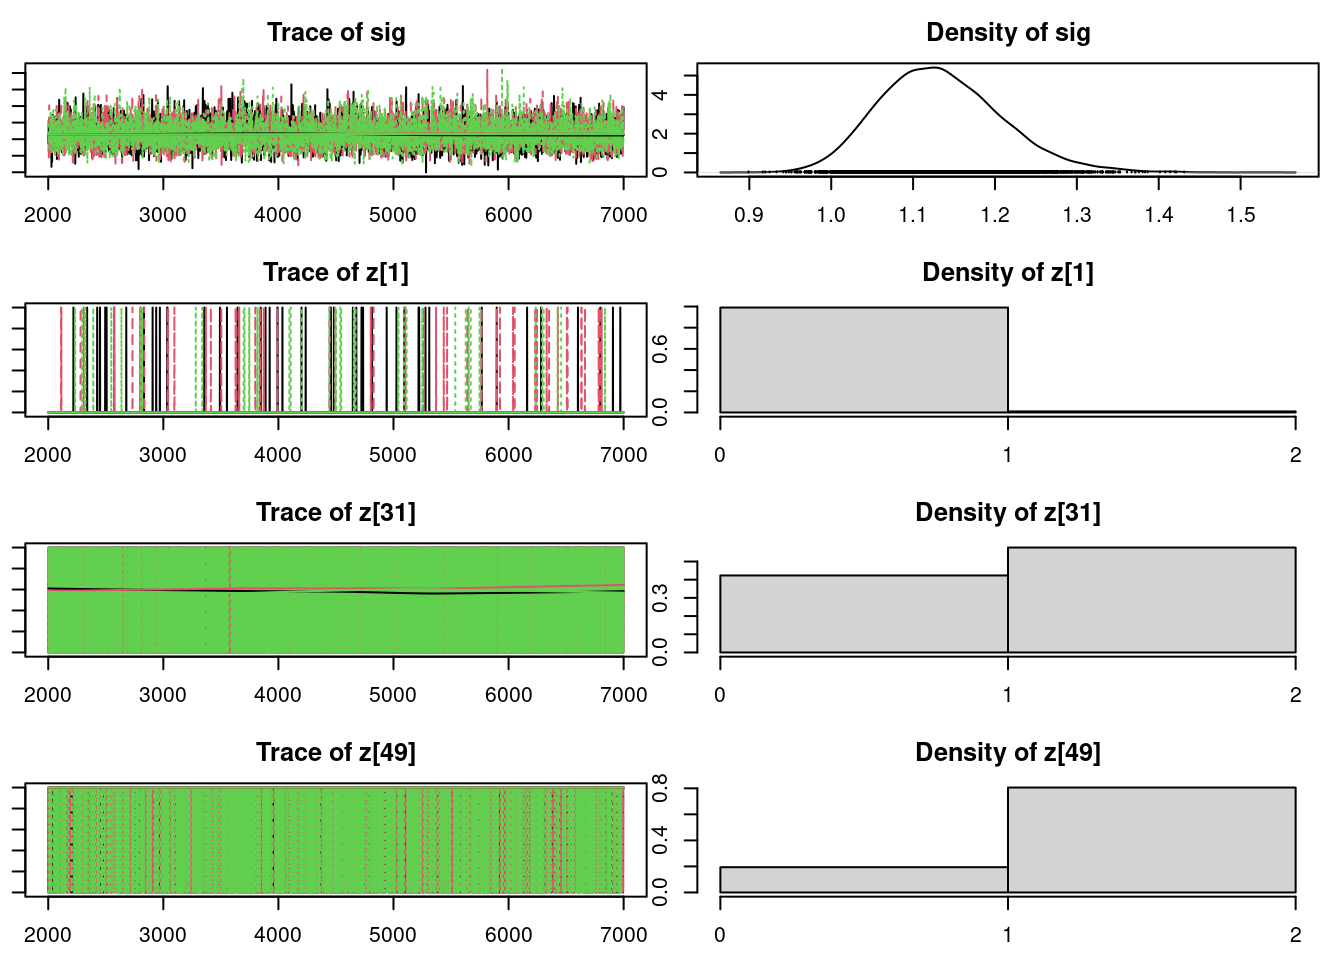 Trace of sig
Density of sig
0 2 4
2000 3000 4000 5000 6000 7000
0.9 1.0 1.1 1.2 1.3 1.4 1.5
Trace of z[1]
Density of z[1]
0.0 0.6
2000 3000 4000 5000 6000 7000
0 1 2
Trace of z[31]
Density of z[31]
0.0 0.3
2000 3000 4000 5000 6000 7000
0 1 2
Trace of z[49]
Density of z[49]
0.0 0.4 0.8
2000 3000 4000 5000 6000 7000
0 1 2